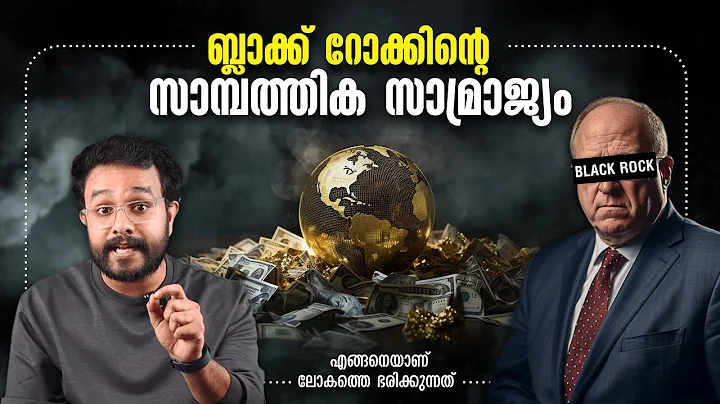 ബ്ലാക്ക് റോക്കിന്റെ
സാമ്പത്തിക സാമ്രാജ്യം
BLACK ROCK
എങ്ങനെയാണ്
ലോകത്തെ ഭരിക്കുന്നത്